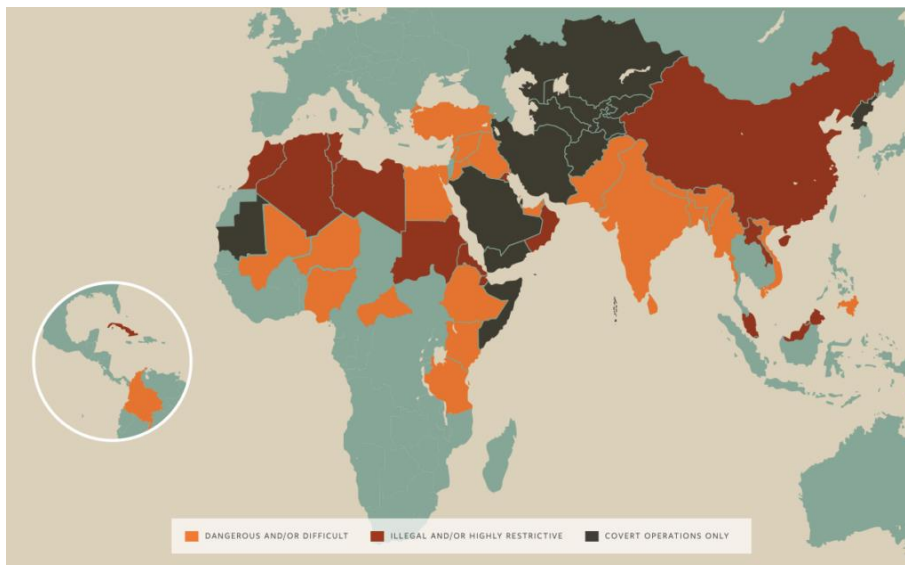 DANGEROUS AND/OR DIFFICULT ILLEGAL AND/OR HIGHLY RESTRICTIVE COVERT OPERATIONS ONLY